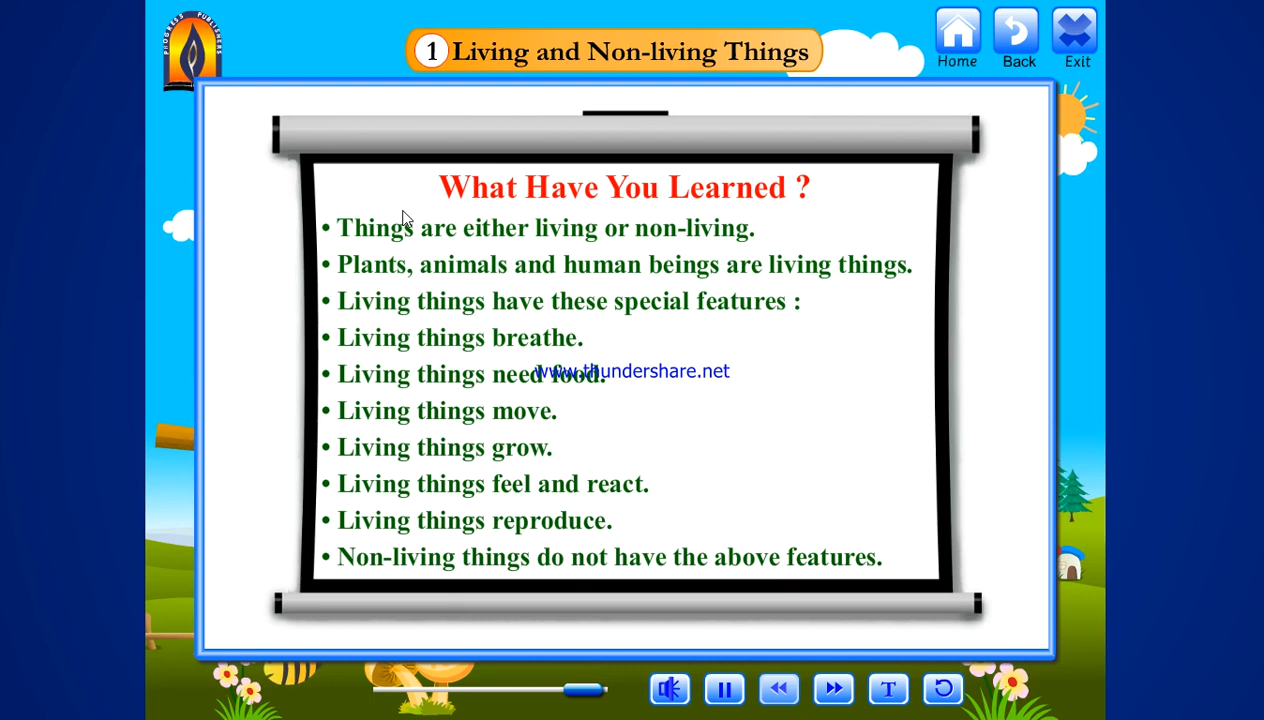 PROGRESS PUBLISHERS
1 Living and Non-living Things
Home
Back
Exit
What Have You Learned ?
• Things are either living or non-living.
• Plants, animals and human beings are living things.
• Living things have these special features :
• Living things breathe.
• Living things need food.
www.thundershare.net
• Living things move.
• Living things grow.
• Living things feel and react.
• Living things reproduce.
• Non-living things do not have the above features.
T